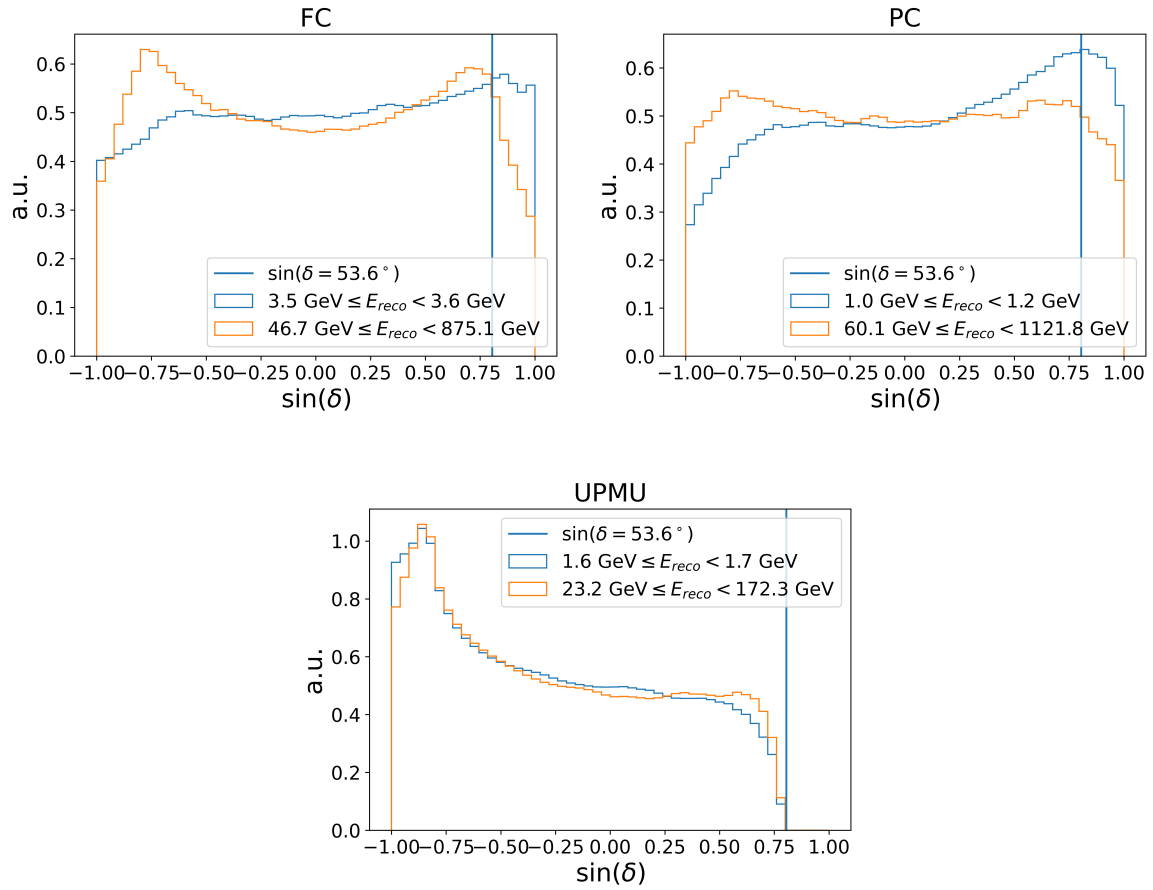 FC
a.u.
0.6
0.5
0.4
0.3
0.2
0.1
0.0
sin(δ = 53.6°)
3.5 GeV ≤ E_reco < 3.6 GeV
46.7 GeV ≤ E_reco < 875.1 GeV
−1.00 −0.75 −0.50 −0.25 0.00 0.25 0.50 0.75 1.00
sin(δ)
PC
a.u.
0.6
0.5
0.4
0.3
0.2
0.1
0.0
sin(δ = 53.6°)
1.0 GeV ≤ E_reco < 1.2 GeV
60.1 GeV ≤ E_reco < 1121.8 GeV
−1.00 −0.75 −0.50 −0.25 0.00 0.25 0.50 0.75 1.00
sin(δ)
UPMU
a.u.
1.0
0.8
0.6
0.4
0.2
0.0
sin(δ = 53.6°)
1.6 GeV ≤ E_reco < 1.7 GeV
23.2 GeV ≤ E_reco < 172.3 GeV
−1.00 −0.75 −0.50 −0.25 0.00 0.25 0.50 0.75 1.00
sin(δ)